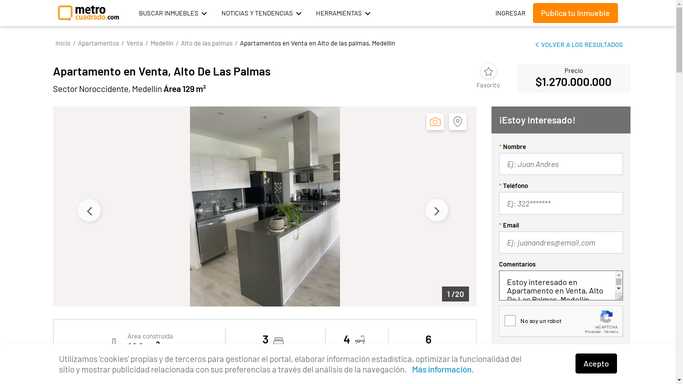 metro
cuadrado.com
BUSCAR INMUEBLES
NOTICIAS Y TENDENCIAS
HERRAMIENTAS
INGRESAR
Publica tu Inmueble
Inicio / Apartamentos / Venta / Medellín / Alto de las palmas / Apartamentos en Venta en Alto de las palmas, Medellín
VOLVER A LOS RESULTADOS
Apartamento en Venta, Alto De Las Palmas
Sector Noroccidente, Medellín Área 129 m²
Favorito
Precio
$1.270.000.000
1 /20
¡Estoy Interesado!
* Nombre
Ej: Juan Andres
* Teléfono
Ej: 322*******
* Email
Ej: juanandres@email.com
Comentarios
Estoy interesado en
Apartamento en Venta, Alto
De Las Palmas, Medellín
No soy un robot
reCAPTCHA
Privacidad - Términos
Área construida
3
4
6
Utilizamos 'cookies' propias y de terceros para gestionar el portal, elaborar información estadística, optimizar la funcionalidad del
sitio y mostrar publicidad relacionada con sus preferencias a través del análisis de la navegación. Más información.
Acepto